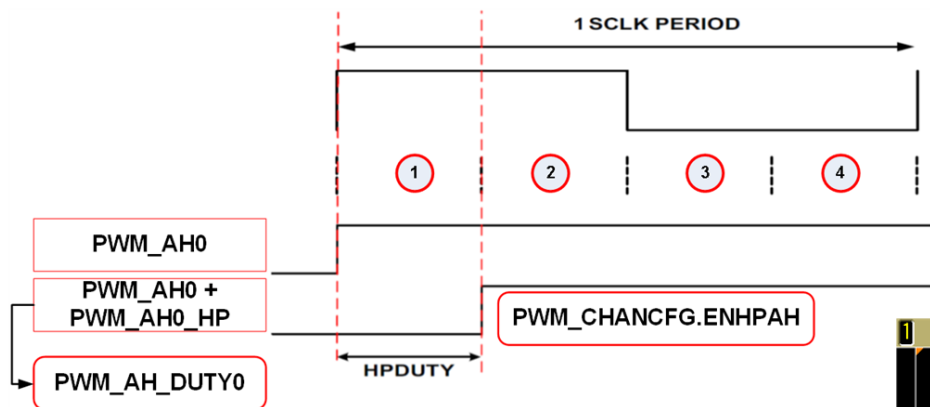 1 SCLK PERIOD
1
2
3
4
PWM_AH0
PWM_AH0 +
PWM_AH0_HP
PWM_CHANCFG.ENHPAH
1
HPDUTY
PWM_AH_DUTY0